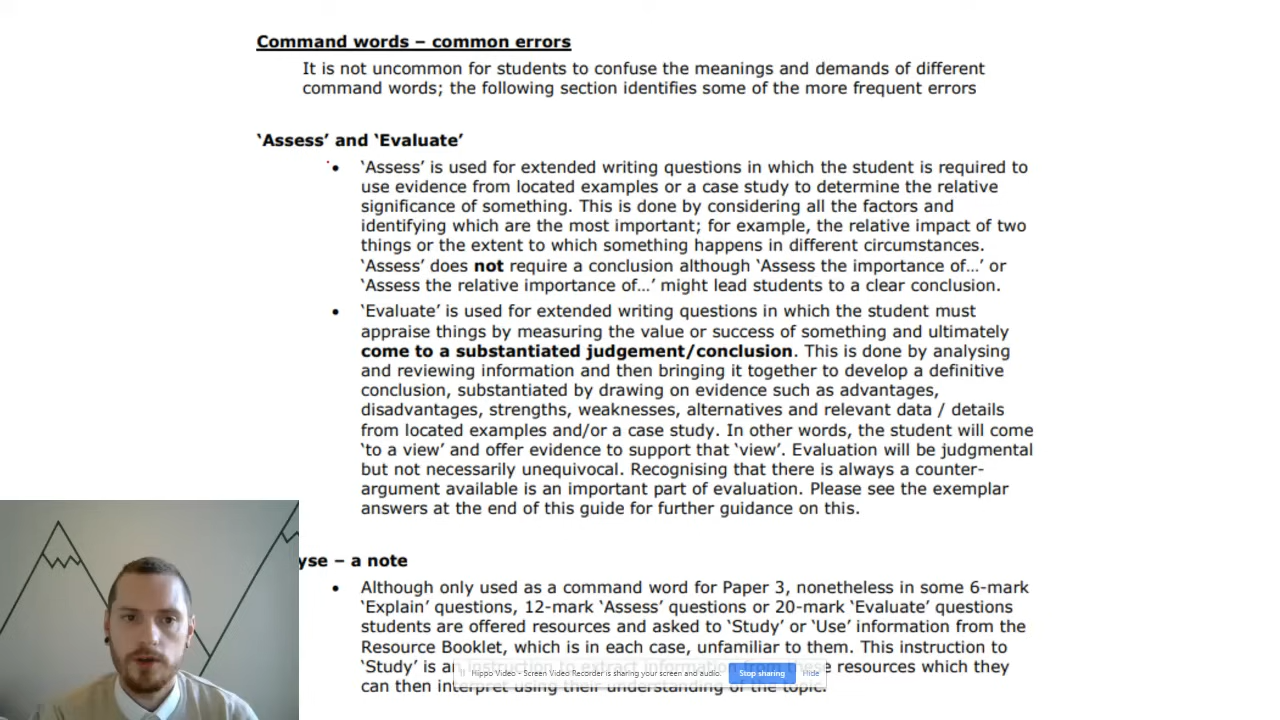 Command words – common errors
It is not uncommon for students to confuse the meanings and demands of different
command words; the following section identifies some of the more frequent errors
‘Assess’ and ‘Evaluate’
• ‘Assess’ is used for extended writing questions in which the student is required to
use evidence from located examples or a case study to determine the relative
significance of something. This is done by considering all the factors and
identifying which are the most important; for example, the relative impact of two
things or the extent to which something happens in different circumstances.
‘Assess’ does not require a conclusion although ‘Assess the importance of…’ or
‘Assess the relative importance of…’ might lead students to a clear conclusion.
• ‘Evaluate’ is used for extended writing questions in which the student must
appraise things by measuring the value or success of something and ultimately
come to a substantiated judgement/conclusion. This is done by analysing
and reviewing information and then bringing it together to develop a definitive
conclusion, substantiated by drawing on evidence such as advantages,
disadvantages, strengths, weaknesses, alternatives and relevant data / details
from located examples and/or a case study. In other words, the student will come
‘to a view’ and offer evidence to support that ‘view’. Evaluation will be judgmental
but not necessarily unequivocal. Recognising that there is always a counter-
argument available is an important part of evaluation. Please see the exemplar
answers at the end of this guide for further guidance on this.
yse – a note
• Although only used as a command word for Paper 3, nonetheless in some 6-mark
‘Explain’ questions, 12-mark ‘Assess’ questions or 20-mark ‘Evaluate’ questions
students are offered resources and asked to ‘Study’ or ‘Use’ information from the
Resource Booklet, which is in each case, unfamiliar to them. This instruction to
‘Study’ is an instruction to extract information from these resources which they
can then interpret using their understanding of the topic.
Hippo Video - Screen Video Recorder is sharing your screen and audio.
Stop sharing
Hide